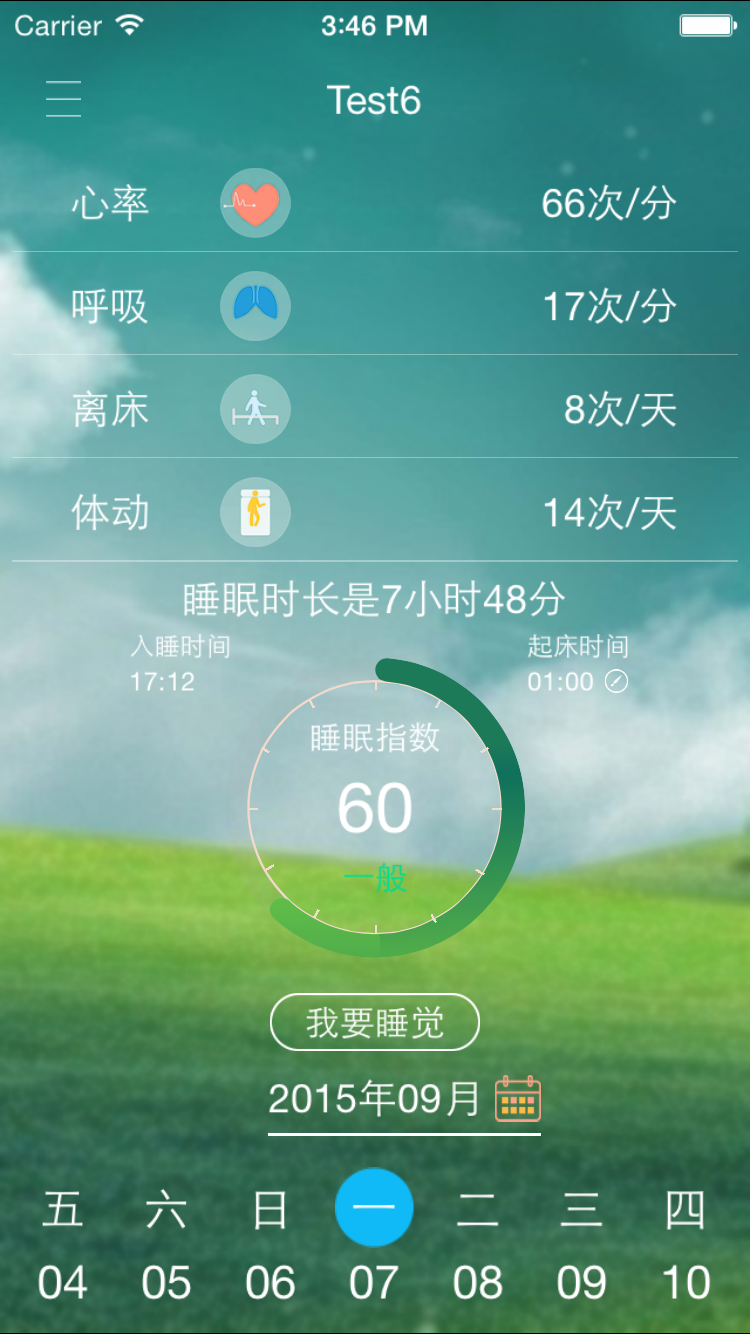 Carrier 3:46 PM
Test6
心率 66次/分
呼吸 17次/分
离床 8次/天
体动 14次/天
睡眠时长是7小时48分
入睡时间 起床时间
17:12 01:00
睡眠指数
60
一般
我要睡觉
2015年09月
五 六 日 一 二 三 四
04 05 06 07 08 09 10